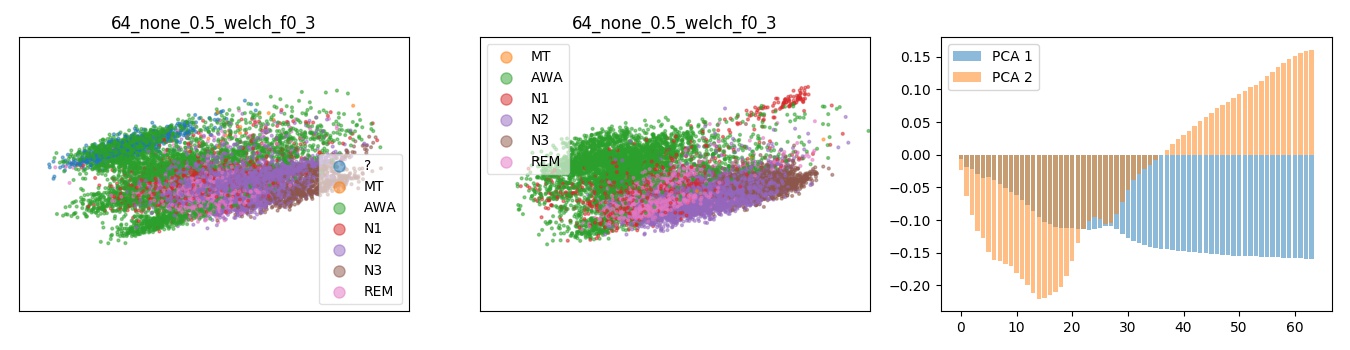 64_none_0.5_welch_f0_3
?
MT
AWA
N1
N2
N3
REM
64_none_0.5_welch_f0_3
MT
AWA
N1
N2
N3
REM
PCA 1
PCA 2
0.15
0.10
0.05
0.00
−0.05
−0.10
−0.15
−0.20
0 10 20 30 40 50 60